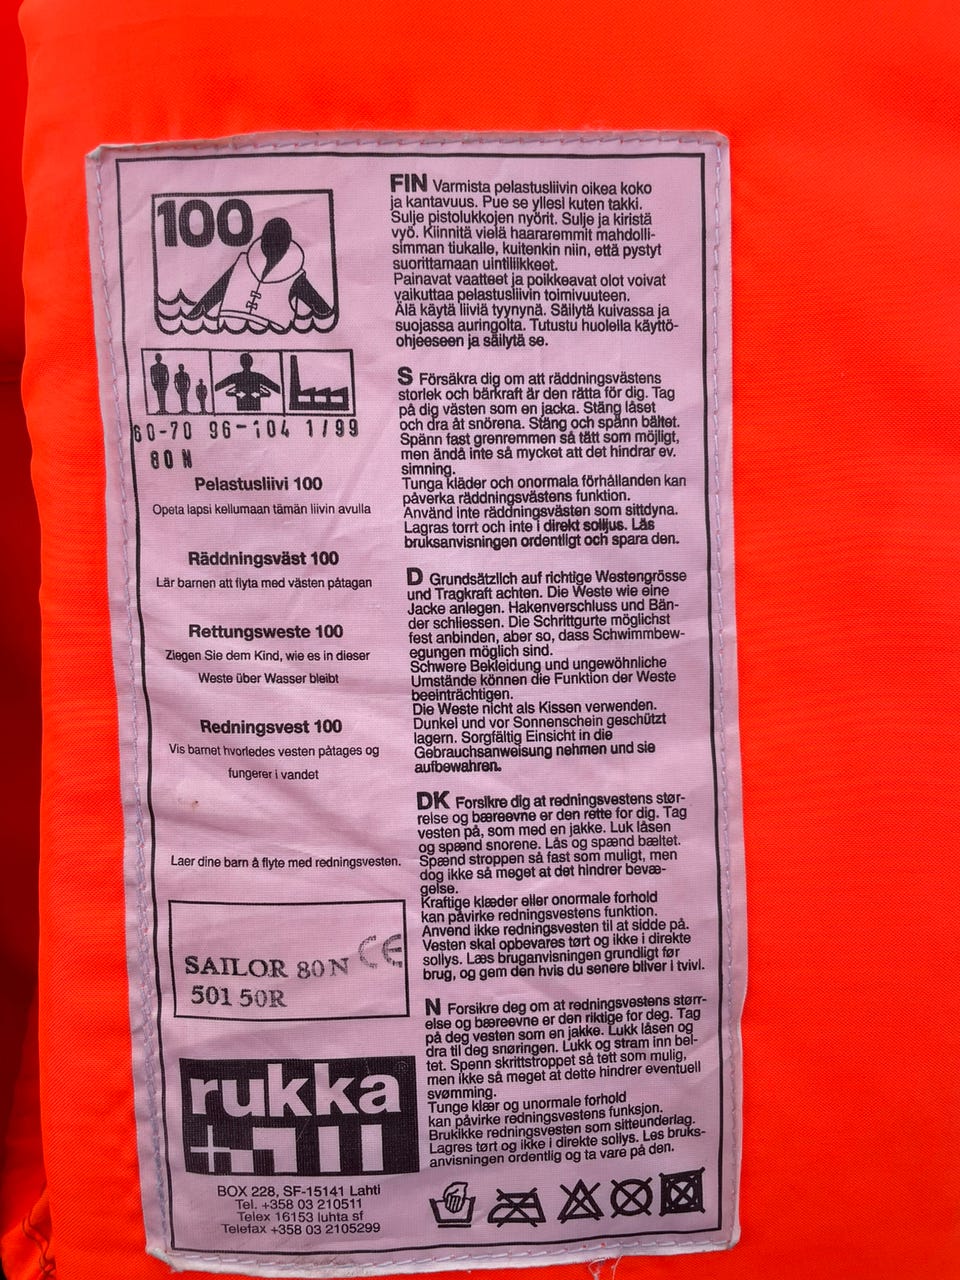 100
60-70 96-104 1/99
80 N
Pelastusliivi 100
Opeta lapsi kellumaan tämän liivin avulla
Räddningsväst 100
Lär barnen att flyta med västen påtagan
Rettungsweste 100
Ziegen Sie dem Kind, wie es in dieser
Weste über Wasser bleibt
Redningsvest 100
Vis barnet hvorledes vesten påtages og
fungerer i vandet
Laer dine barn å flyte med redningsvesten.
SAILOR 80N CE
501 50R
rukka
BOX 228, SF-15141 Lahti
Tel. +358 03 210511
Telex 16153 luhta sf
Telefax +358 03 2105299
FIN Varmista pelastusliivin oikea koko
ja kantavuus. Pue se yllesi kuten takki.
Sulje pistolukkojen nyörit. Sulje ja kiristä
vyö. Kiinnitä vielä haararemmit mahdolli-
simman tiukalle, kuitenkin niin, että pystyt
suorittamaan uintiliikkeet.
Painavat vaatteet ja poikkeavat olot voivat
vaikuttaa pelastusliivin toimivuuteen.
Älä käytä liiviä tyynynä. Säilytä kuivassa ja
suojassa auringolta. Tutustu huolella käyttö-
ohjeeseen ja säilytä se.
S Försäkra dig om att räddningsvästens
storlek och bärkraft är den rätta för dig. Tag
på dig västen som en jacka. Stäng låset
och dra åt snörena. Stäng och spänn bältet.
Spänn fast grenremmen så tätt som möjligt,
men ändå inte så mycket att det hindrar ev.
simning.
Tunga kläder och onormala förhållanden kan
påverka räddningsvästens funktion.
Använd inte räddningsvästen som sittdyna.
Lagras torrt och inte i direkt solljus. Läs
bruksanvisningen ordentligt och spara den.
D Grundsätzlich auf richtige Westengrösse
und Tragkraft achten. Die Weste wie eine
Jacke anlegen. Hakenverschluss und Bän-
der schliessen. Die Schrittgurte möglichst
fest anbinden, aber so, dass Schwimmbew-
egungen möglich sind.
Schwere Bekleidung und ungewöhnliche
Umstände können die Funktion der Weste
beeinträchtigen.
Die Weste nicht als Kissen verwenden.
Dunkel und vor Sonnenschein geschützt
lagern. Sorgfältig Einsicht in die
Gebrauchsanweisung nehmen und sie
aufbewahren.
DK Forsikre dig at redningsvestens stør-
relse og bæreevne er den rette for dig. Tag
vesten på, som med en jakke. Luk låsen
og spænd snorene. Lås og spænd bæltet.
Spænd stroppen så fast som muligt, men
dog ikke så meget at det hindrer bevæ-
gelse.
Kraftige klæder eller onormale forhold
kan påvirke redningsvestens funktion.
Anvend ikke redningsvesten til at sidde på.
Vesten skal opbevares tørt og ikke i direkte
sollys. Læs bruganvisningen grundligt før
brug, og gem den hvis du senere bliver i tvivl.
N Forsikre deg om at redningsvestens størr-
else og bæreevne er den riktige for deg. Tag
på deg vesten som en jakke. Lukk låsen og
dra til deg snøringen. Lukk og stram inn bel-
tet. Spenn skrittstroppet så tett som mulig,
men ikke så meget at dette hindrer eventuell
svømming.
Tunge klær og unormale forhold
kan påvirke redningsvestens funksjon.
Brukikke redningsvesten som sitteunderlag.
Lagres tørt og ikke i direkte sollys. Les bruks-
anvisningen ordentlig og ta vare på den.